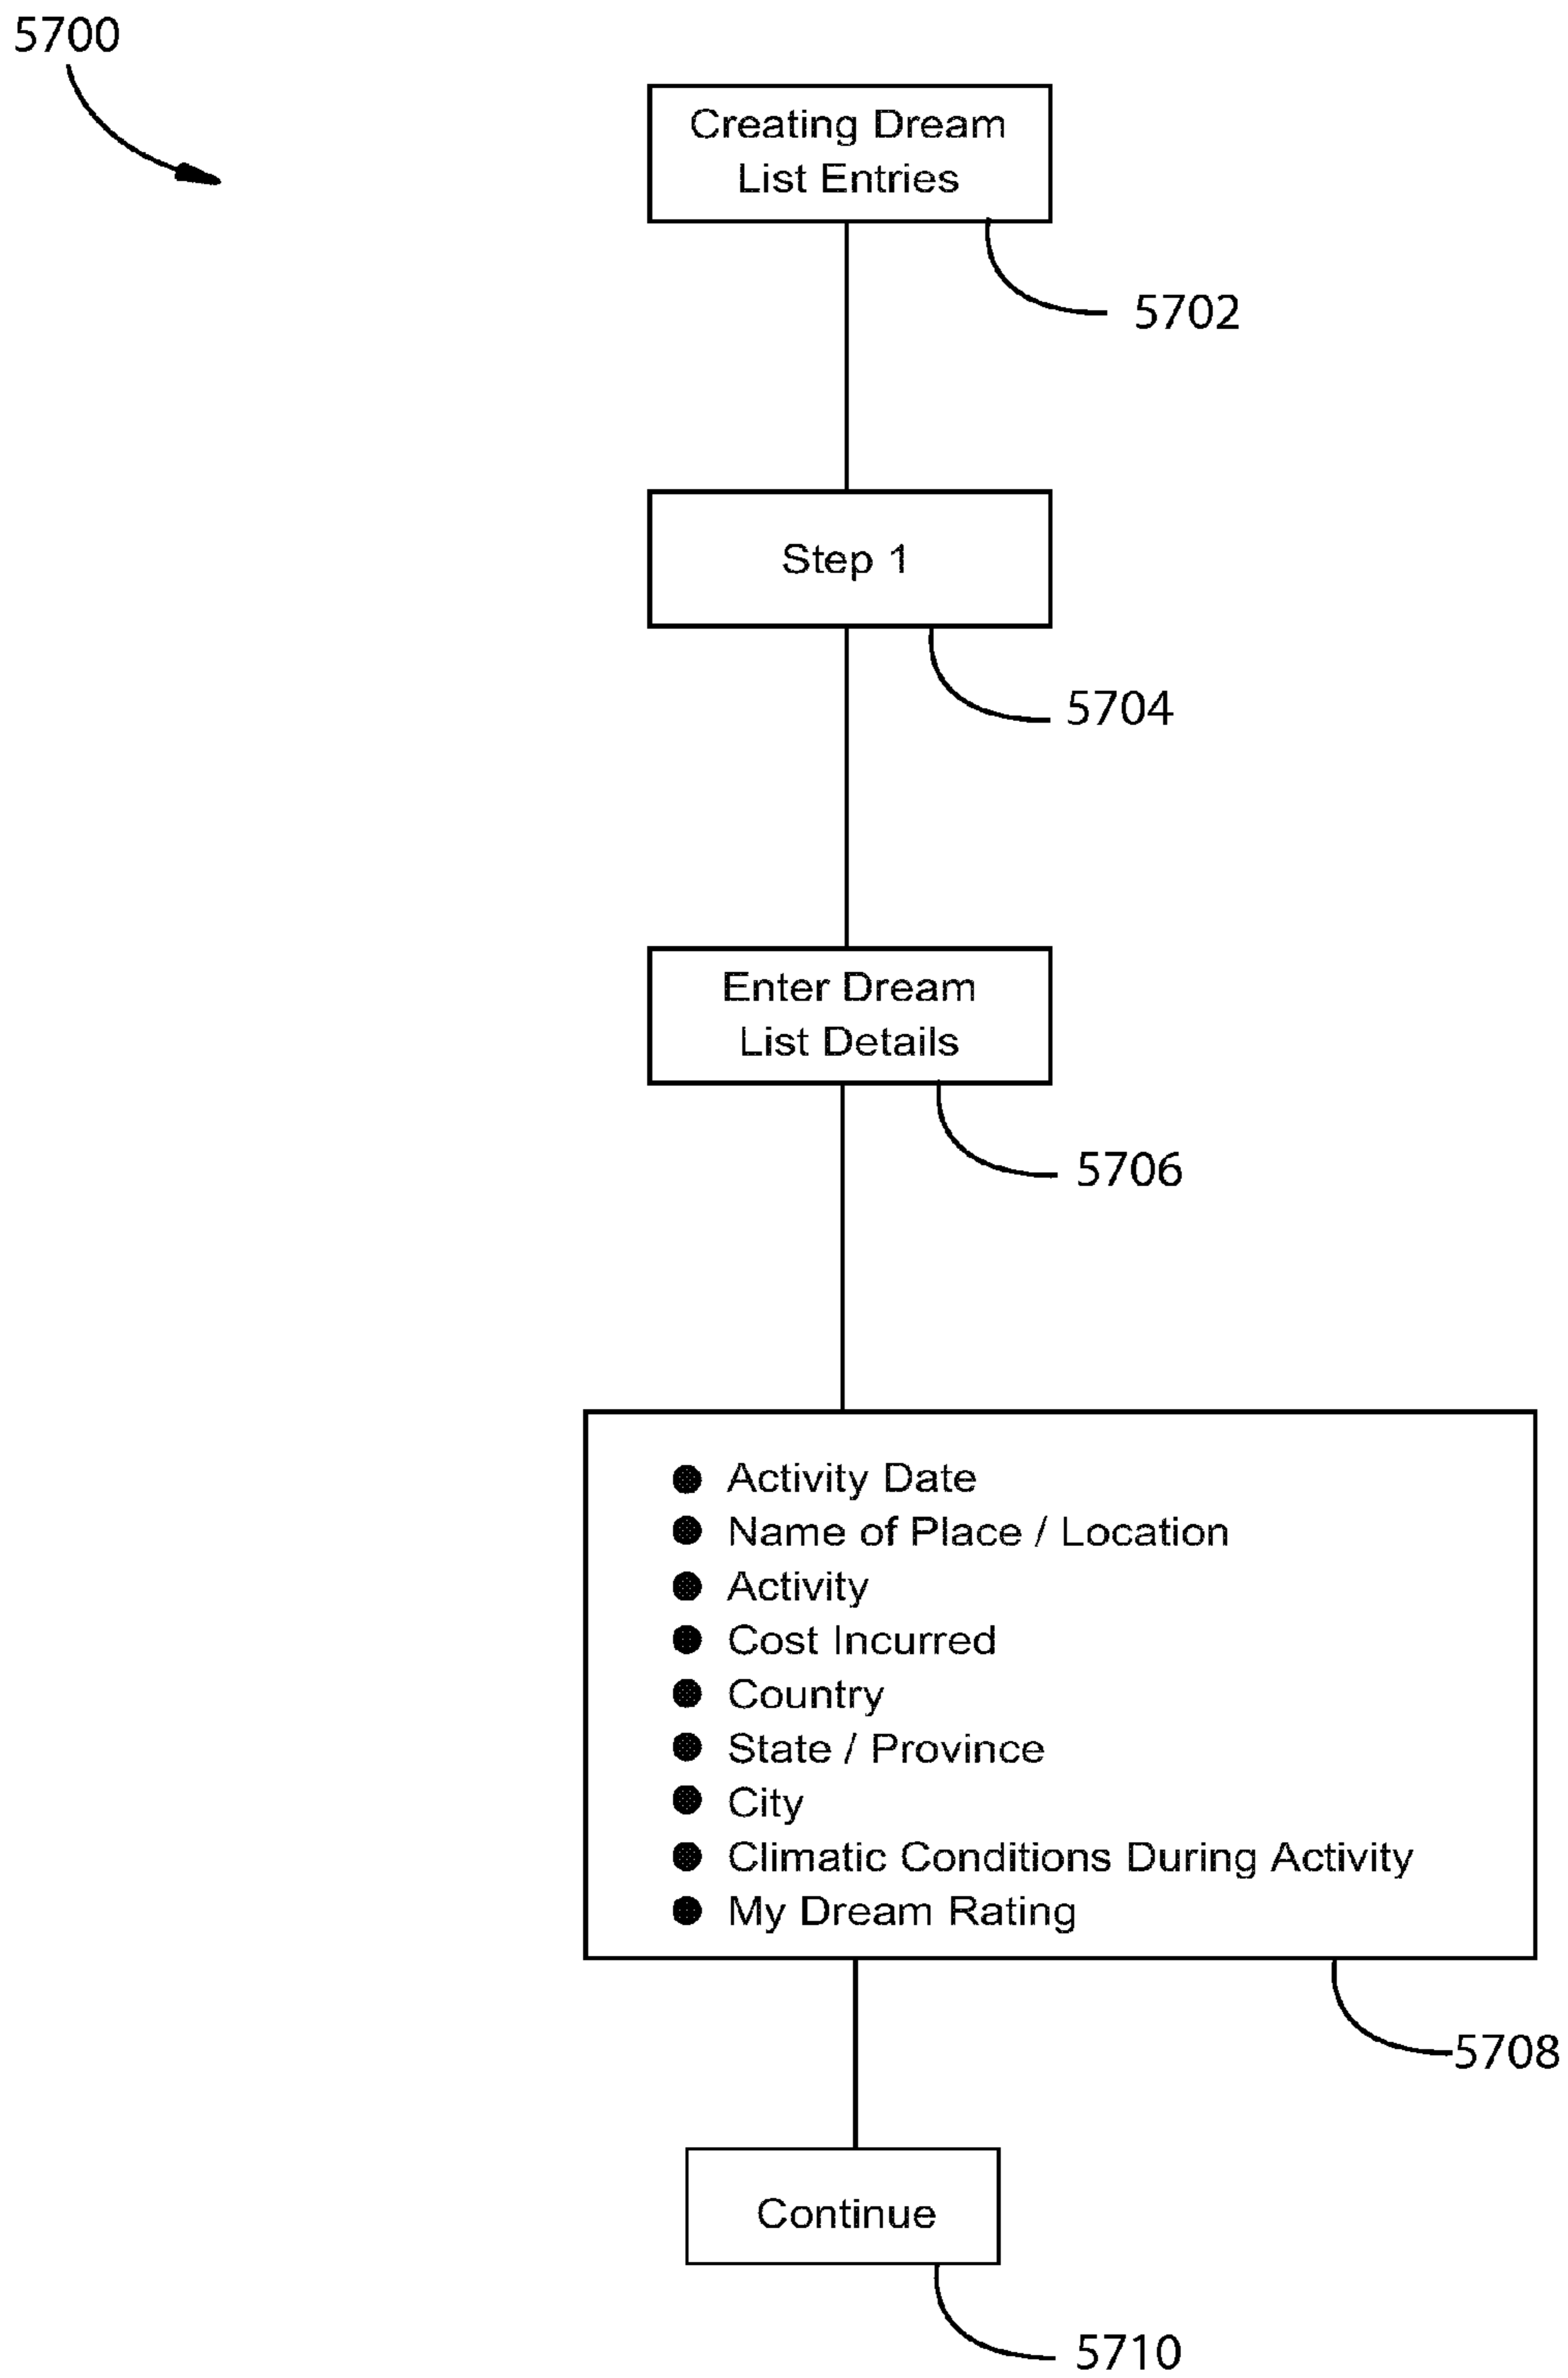 5700
Creating Dream
List Entries
5702
Step 1
5704
Enter Dream
List Details
5706
● Activity Date
● Name of Place / Location
● Activity
● Cost Incurred
● Country
● State / Province
● City
● Climatic Conditions During Activity
● My Dream Rating
5708
Continue
5710